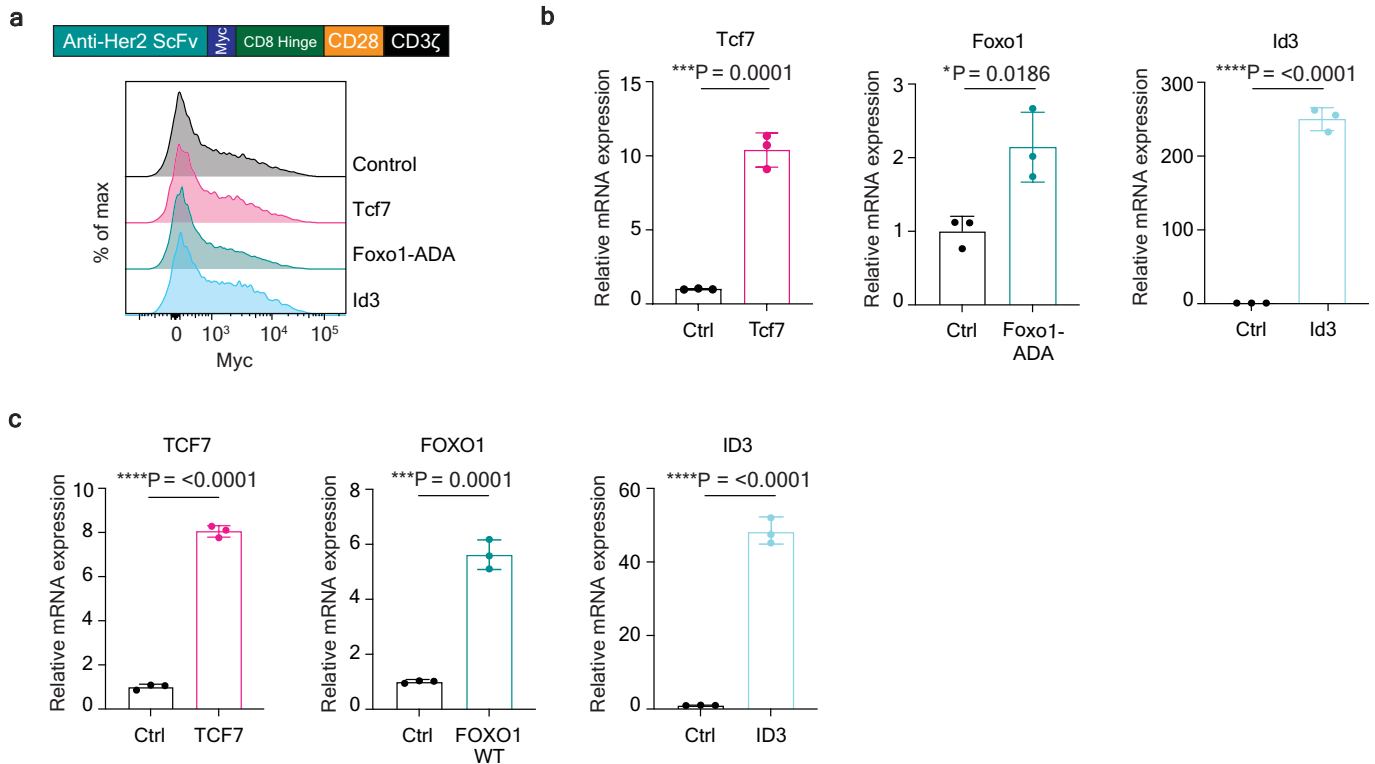 a
Anti-Her2 ScFv Myc CD8 Hinge CD28 CD3ζ
% of max
Control
Tcf7
Foxo1-ADA
Id3
0 10³ 10⁴ 10⁵
Myc
b
Tcf7
***P = 0.0001
Relative mRNA expression
15
10
5
0
Ctrl Tcf7
Foxo1
*P = 0.0186
Relative mRNA expression
3
2
1
0
Ctrl Foxo1-
ADA
Id3
****P = <0.0001
Relative mRNA expression
300
200
100
0
Ctrl Id3
c
TCF7
****P = <0.0001
Relative mRNA expression
10
8
6
4
2
0
Ctrl TCF7
FOXO1
***P = 0.0001
Relative mRNA expression
8
6
4
2
0
Ctrl FOXO1
WT
ID3
****P = <0.0001
Relative mRNA expression
60
40
20
0
Ctrl ID3